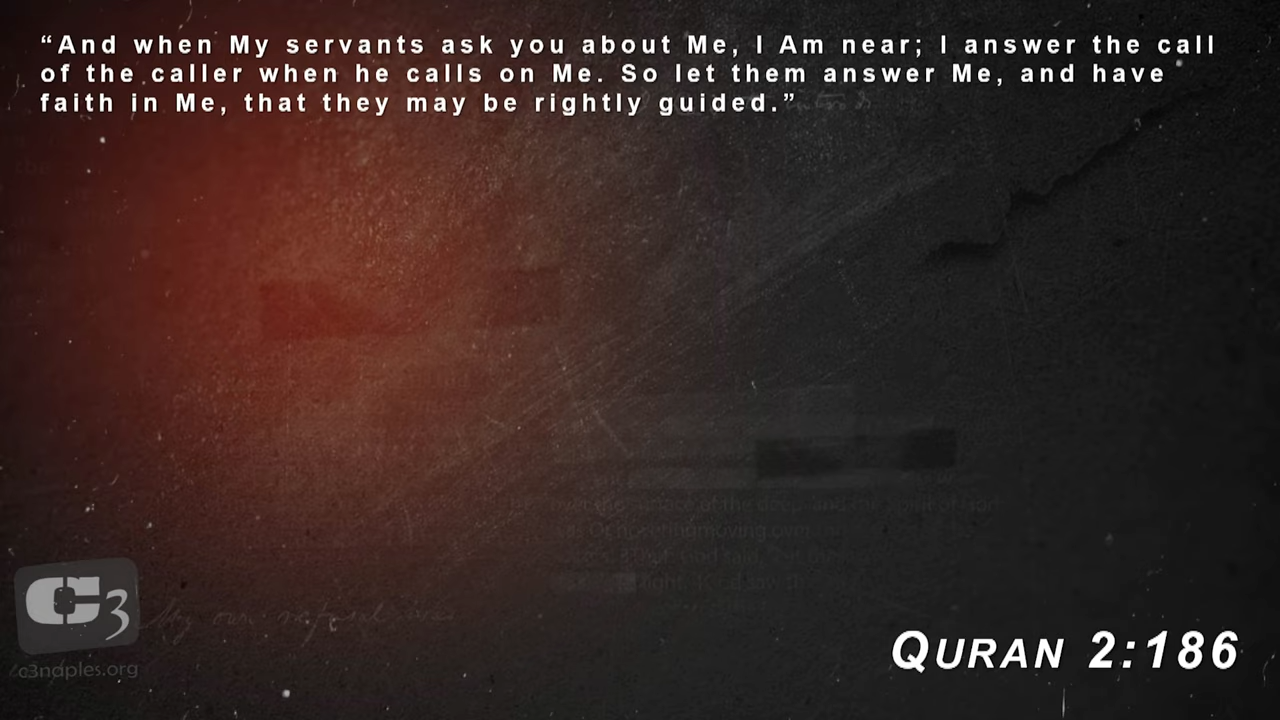 “And when My servants ask you about Me, I Am near; I answer the call
of the caller when he calls on Me. So let them answer Me, and have
faith in Me, that they may be rightly guided.”
C3
c3naples.org
QURAN 2:186